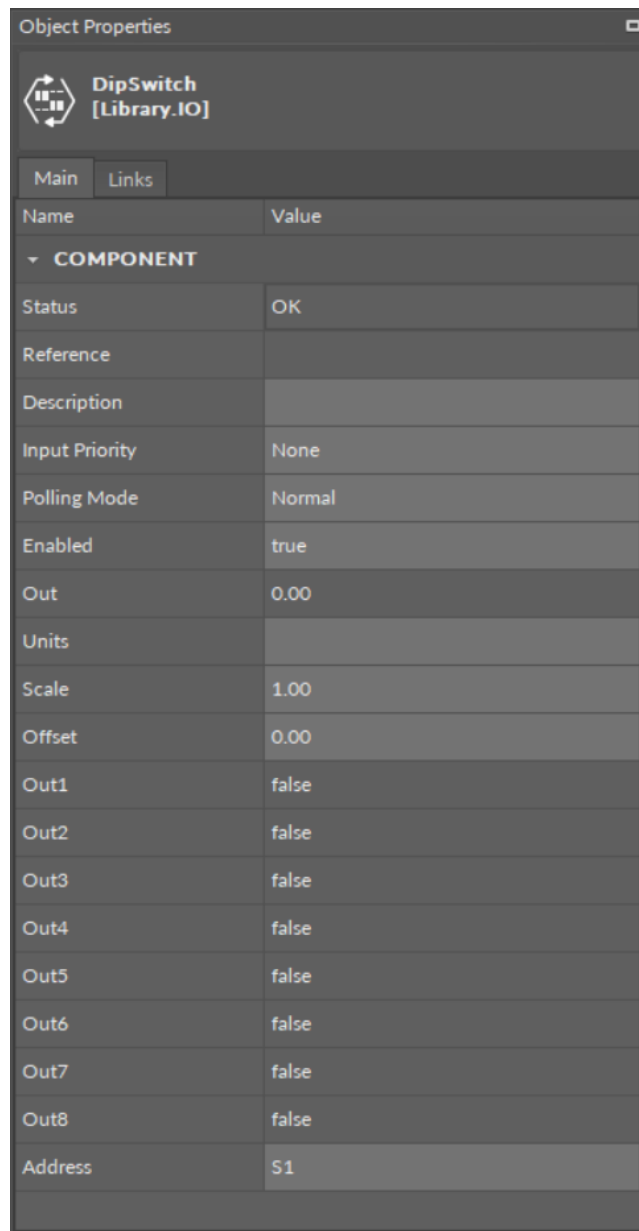 Object Properties
DipSwitch
[Library.IO]
Main Links
Name Value
COMPONENT
Status OK
Reference
Description
Input Priority None
Polling Mode Normal
Enabled true
Out 0.00
Units
Scale 1.00
Offset 0.00
Out1 false
Out2 false
Out3 false
Out4 false
Out5 false
Out6 false
Out7 false
Out8 false
Address S1